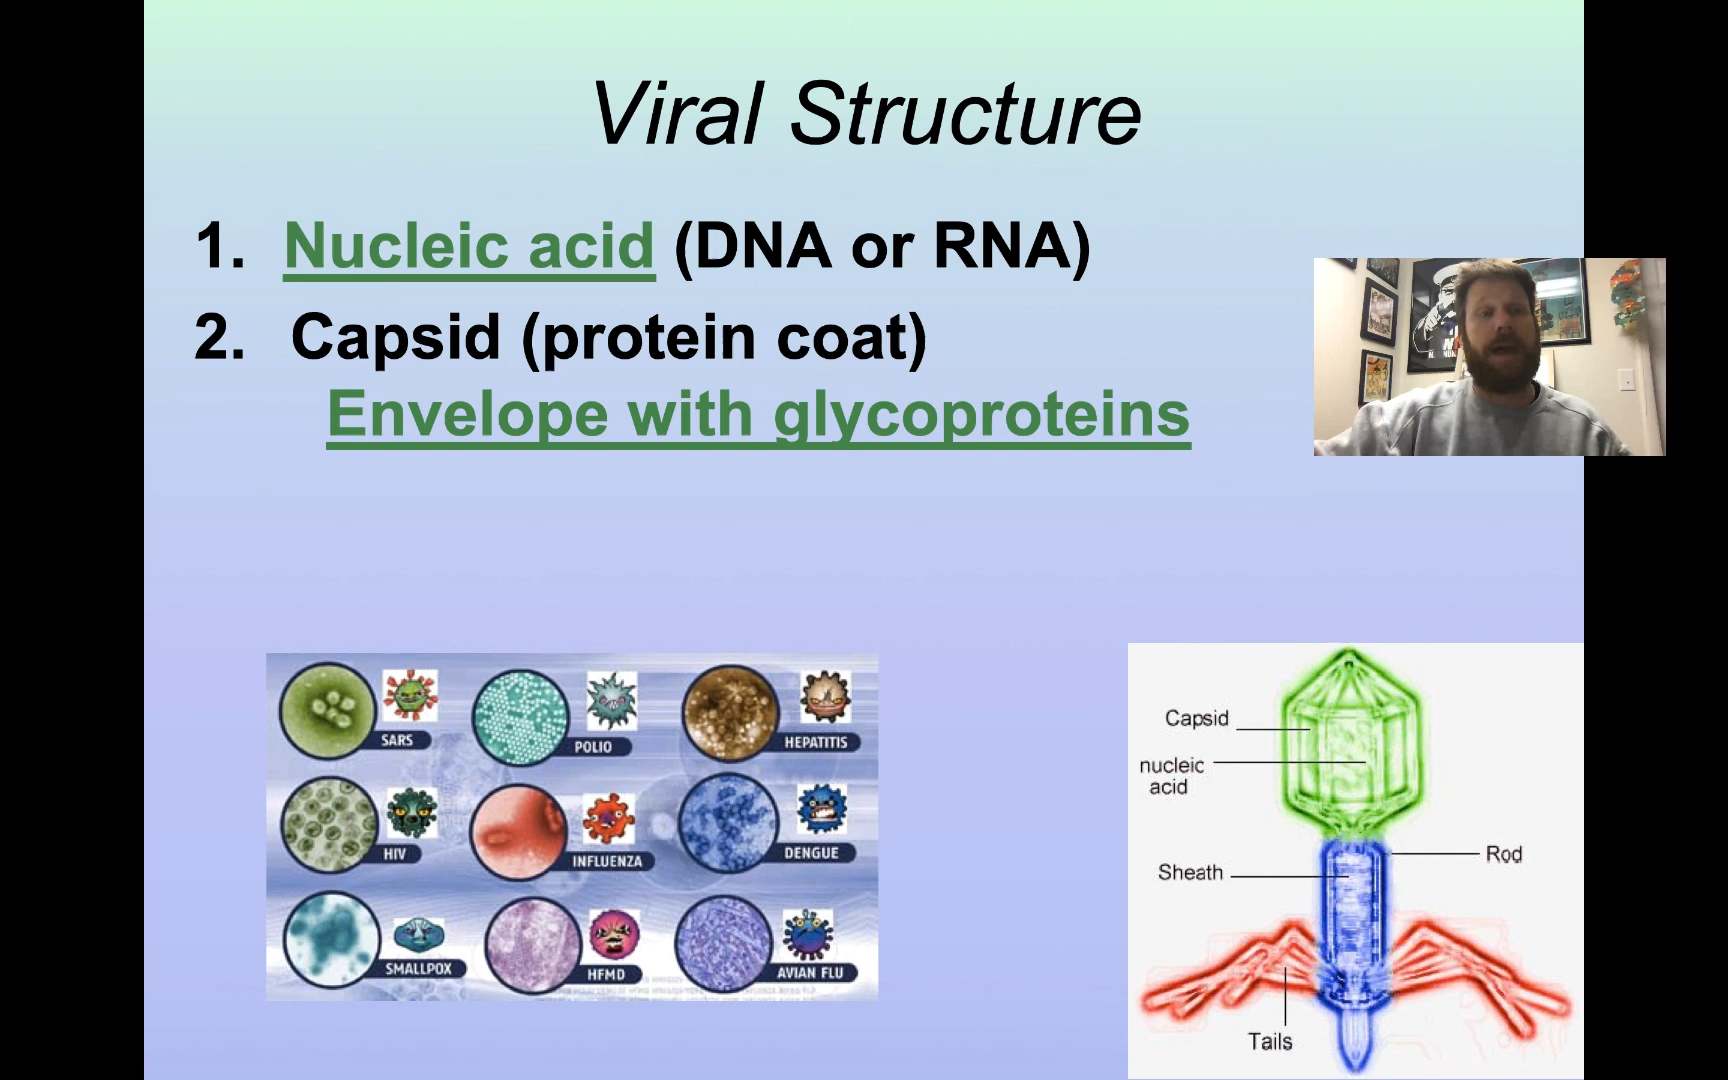 Viral Structure
1. Nucleic acid (DNA or RNA)
2. Capsid (protein coat)
Envelope with glycoproteins
SARS
POLIO
HEPATITIS
HIV
INFLUENZA
DENGUE
SMALLPOX
HFMD
AVIAN FLU
Capsid
nucleic
acid
Rod
Sheath
Tails